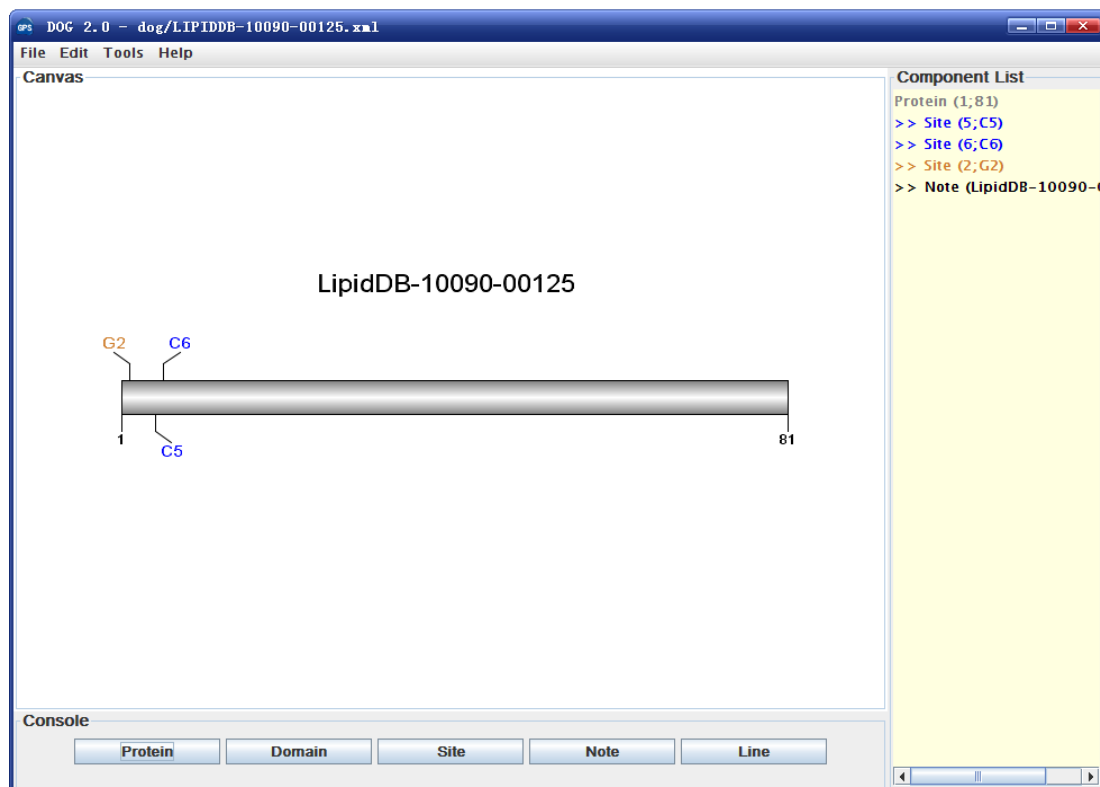 GPS DOG 2.0 - dog/LIPIDDB-10090-00125.xml
File Edit Tools Help
Canvas
Component List
Protein (1;81)
>> Site (5;C5)
>> Site (6;C6)
>> Site (2;G2)
>> Note (LipidDB-10090-
LipidDB-10090-00125
G2 C6
1 C5 81
Console
Protein Domain Site Note Line